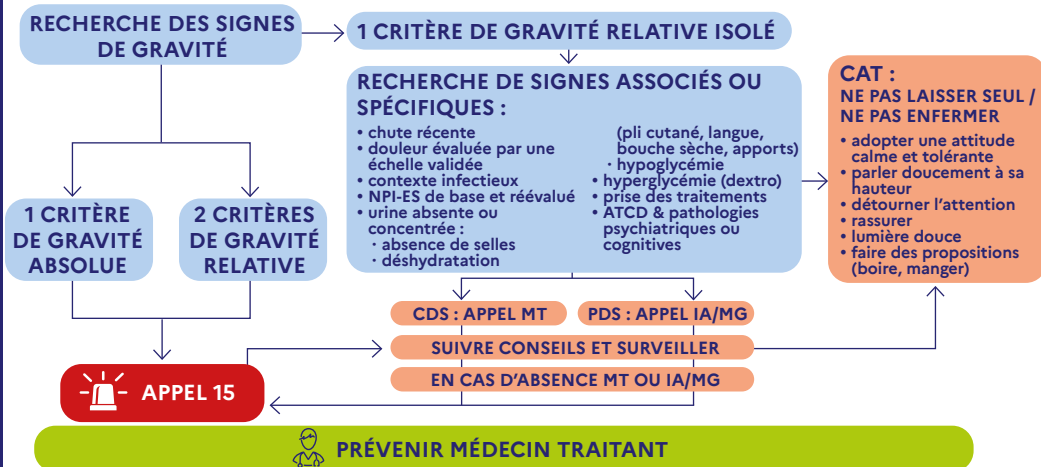 RECHERCHE DES SIGNES
DE GRAVITÉ
1 CRITÈRE DE GRAVITÉ RELATIVE ISOLÉ
RECHERCHE DE SIGNES ASSOCIÉS OU
SPÉCIFIQUES :
• chute récente
• douleur évaluée par une
échelle validée
• contexte infectieux
• NPI-ES de base et réévalué
• urine absente ou
concentrée :
· absence de selles
· déshydratation
(pli cutané, langue,
bouche sèche, apports)
· hypoglycémie
• hyperglycémie (dextro)
• prise des traitements
• ATCD & pathologies
psychiatriques ou
cognitives
CAT :
NE PAS LAISSER SEUL /
NE PAS ENFERMER
• adopter une attitude
calme et tolérante
• parler doucement à sa
hauteur
• détourner l’attention
• rassurer
• lumière douce
• faire des propositions
(boire, manger)
1 CRITÈRE
DE GRAVITÉ
ABSOLUE
2 CRITÈRES
DE GRAVITÉ
RELATIVE
CDS : APPEL MT
PDS : APPEL IA/MG
SUIVRE CONSEILS ET SURVEILLER
EN CAS D’ABSENCE MT OU IA/MG
APPEL 15
PRÉVENIR MÉDECIN TRAITANT